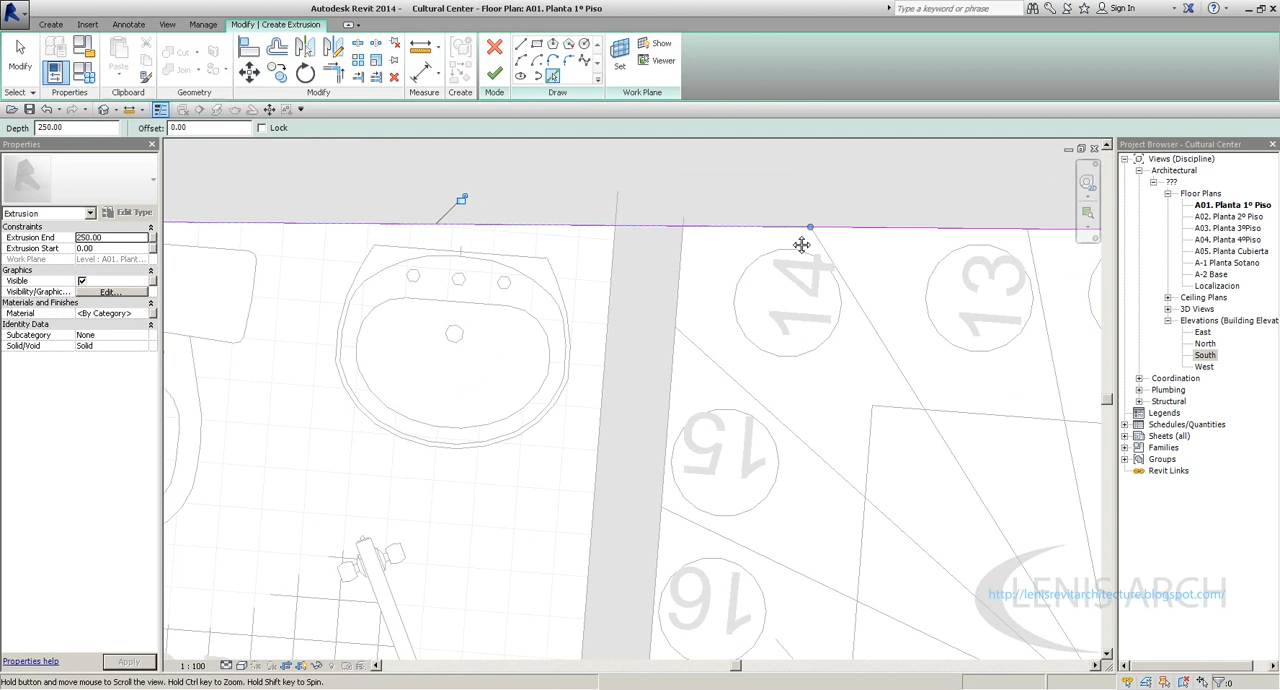 Autodesk Revit 2014 - Cultural Center - Floor Plan: A01. Planta 1º Piso
Type a keyword or phrase
Sign In
Create Insert Annotate View Manage Modify | Create Extrusion
Modify
Paste
Cut
Join
Set
Show
Viewer
Select Properties Clipboard Geometry Modify Measure Create Mode Draw Work Plane
Depth 250.00 Offset: 0.00 Lock
Properties
Extrusion
Edit Type
Constraints
Extrusion End 250.00
Extrusion Start 0.00
Work Plane Level : A01. Plant...
Graphics
Visible
Visibility/Graphic... Edit...
Materials and Finishes
Material <By Category>
Identity Data
Subcategory None
Solid/Void Solid
Properties help
Apply
14
13
15
16
Project Browser - Cultural Center
Views (Discipline)
Architectural
???
Floor Plans
A01. Planta 1º Piso
A02. Planta 2º Piso
A03. Planta 3ºPiso
A04. Planta 4ºPiso
A05. Planta Cubierta
A-1 Planta Sotano
A-2 Base
Localizacion
Ceiling Plans
3D Views
Elevations (Building Elevat
East
North
South
West
Coordination
Plumbing
Structural
Legends
Schedules/Quantities
Sheets (all)
Families
Groups
Revit Links
LENIS ARCH
http://lenisrevitarchitecture.blogspot.com/
1 : 100
Hold button and move mouse to Scroll the view. Hold Ctrl key to Zoom. Hold Shift key to Spin.
:0